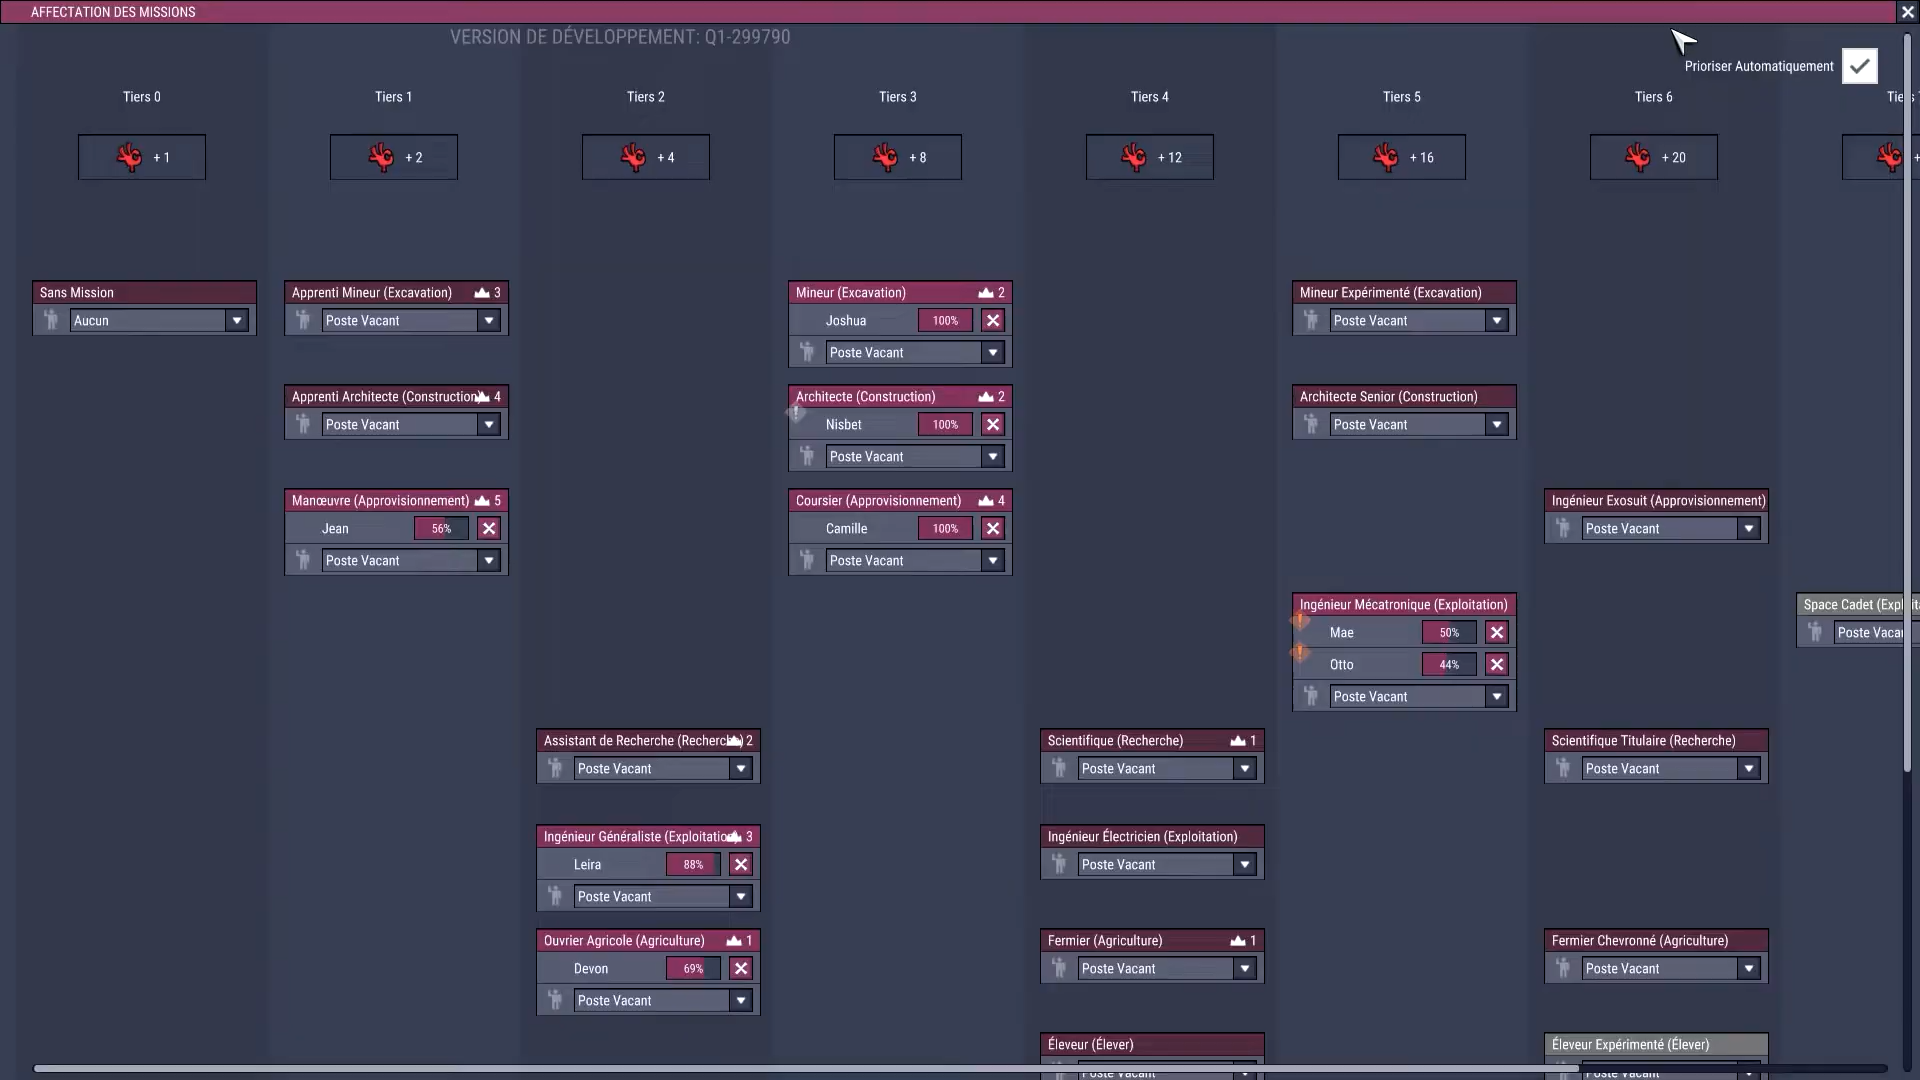 AFFECTATION DES MISSIONS
VERSION DE DÉVELOPPEMENT: Q1-299790
Prioriser Automatiquement
Tiers 0
Tiers 1
Tiers 2
Tiers 3
Tiers 4
Tiers 5
Tiers 6
+ 1
+ 2
+ 4
+ 8
+ 12
+ 16
+ 20
Sans Mission
Aucun
Apprenti Mineur (Excavation) 3
Poste Vacant
Mineur (Excavation) 2
Joshua 100%
Poste Vacant
Mineur Expérimenté (Excavation)
Poste Vacant
Apprenti Architecte (Construction) 4
Poste Vacant
Architecte (Construction) 2
Nisbet 100%
Poste Vacant
Architecte Senior (Construction)
Poste Vacant
Manœuvre (Approvisionnement) 5
Jean 56%
Poste Vacant
Coursier (Approvisionnement) 4
Camille 100%
Poste Vacant
Ingénieur Exosuit (Approvisionnement)
Poste Vacant
Ingénieur Mécatronique (Exploitation)
Mae 50%
Otto 44%
Poste Vacant
Space Cadet
Poste
Assistant de Recherche (Recherche) 2
Poste Vacant
Scientifique (Recherche) 1
Poste Vacant
Scientifique Titulaire (Recherche)
Poste Vacant
Ingénieur Généraliste (Exploitation) 3
Leira 88%
Poste Vacant
Ingénieur Électricien (Exploitation)
Poste Vacant
Ouvrier Agricole (Agriculture) 1
Devon 69%
Poste Vacant
Fermier (Agriculture) 1
Poste Vacant
Fermier Chevronné (Agriculture)
Poste Vacant
Éleveur (Élever)
Poste Vacant
Éleveur Expérimenté (Élever)
Poste Vacant